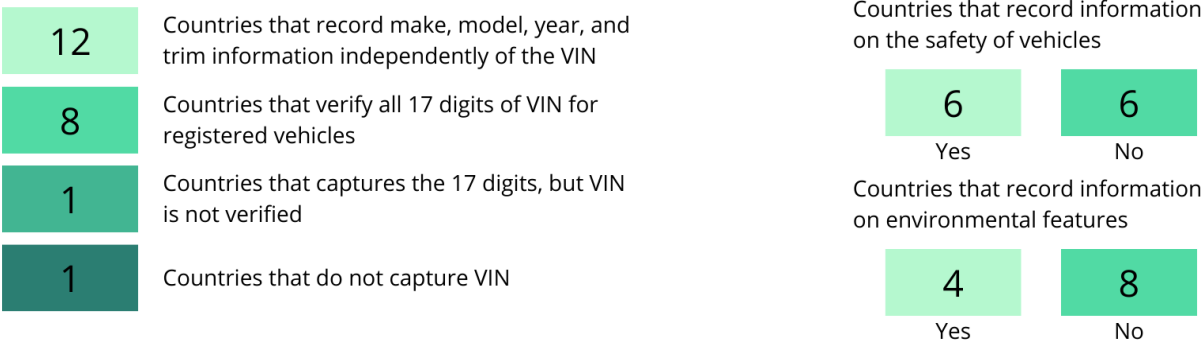 12
Countries that record make, model, year, and
trim information independently of the VIN
8
Countries that verify all 17 digits of VIN for
registered vehicles
1
Countries that captures the 17 digits, but VIN
is not verified
1
Countries that do not capture VIN
Countries that record information
on the safety of vehicles
6
6
Yes
No
Countries that record information
on environmental features
4
8
Yes
No